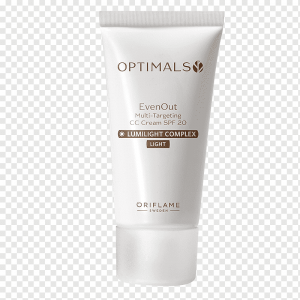 OPTIMALS
EvenOut
Multi-Targeting
CC Cream SPF 20
LUMILIGHT COMPLEX
LIGHT
ORIFLAME
SWEDEN